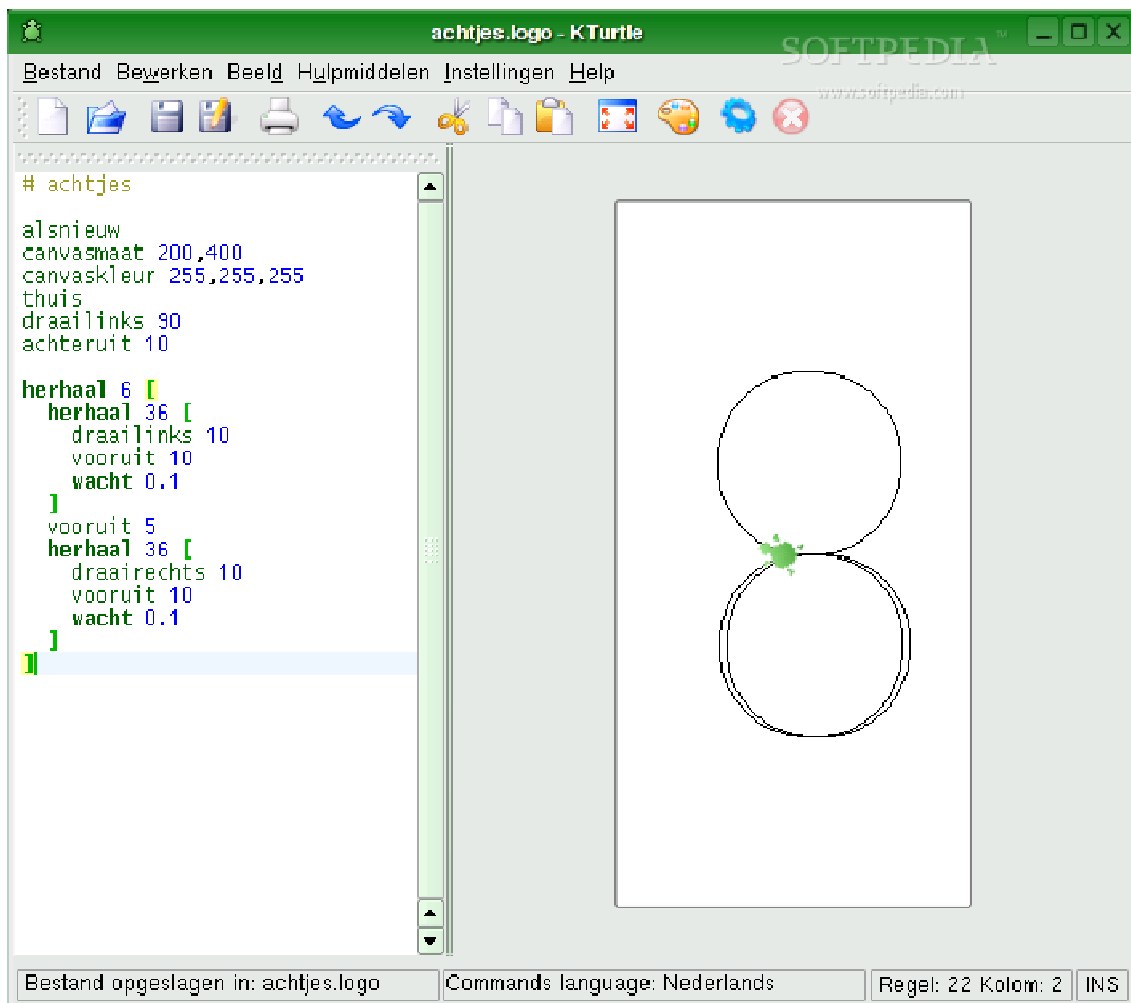 achtjes.logo - KTurtle
SOFTPEDIA™
www.softpedia.com
Bestand Bewerken Beeld Hulpmiddelen Instellingen Help
# achtjes
alsnieuw
canvasmaat 200,400
canvaskleur 255,255,255
thuis
draailinks 90
achteruit 10
herhaal 6 [
herhaal 36 [
draailinks 10
vooruit 10
wacht 0.1
]
vooruit 5
herhaal 36 [
draairechts 10
vooruit 10
wacht 0.1
]
]
Bestand opgeslagen in: achtjes.logo
Commands language: Nederlands
Regel: 22 Kolom: 2
INS